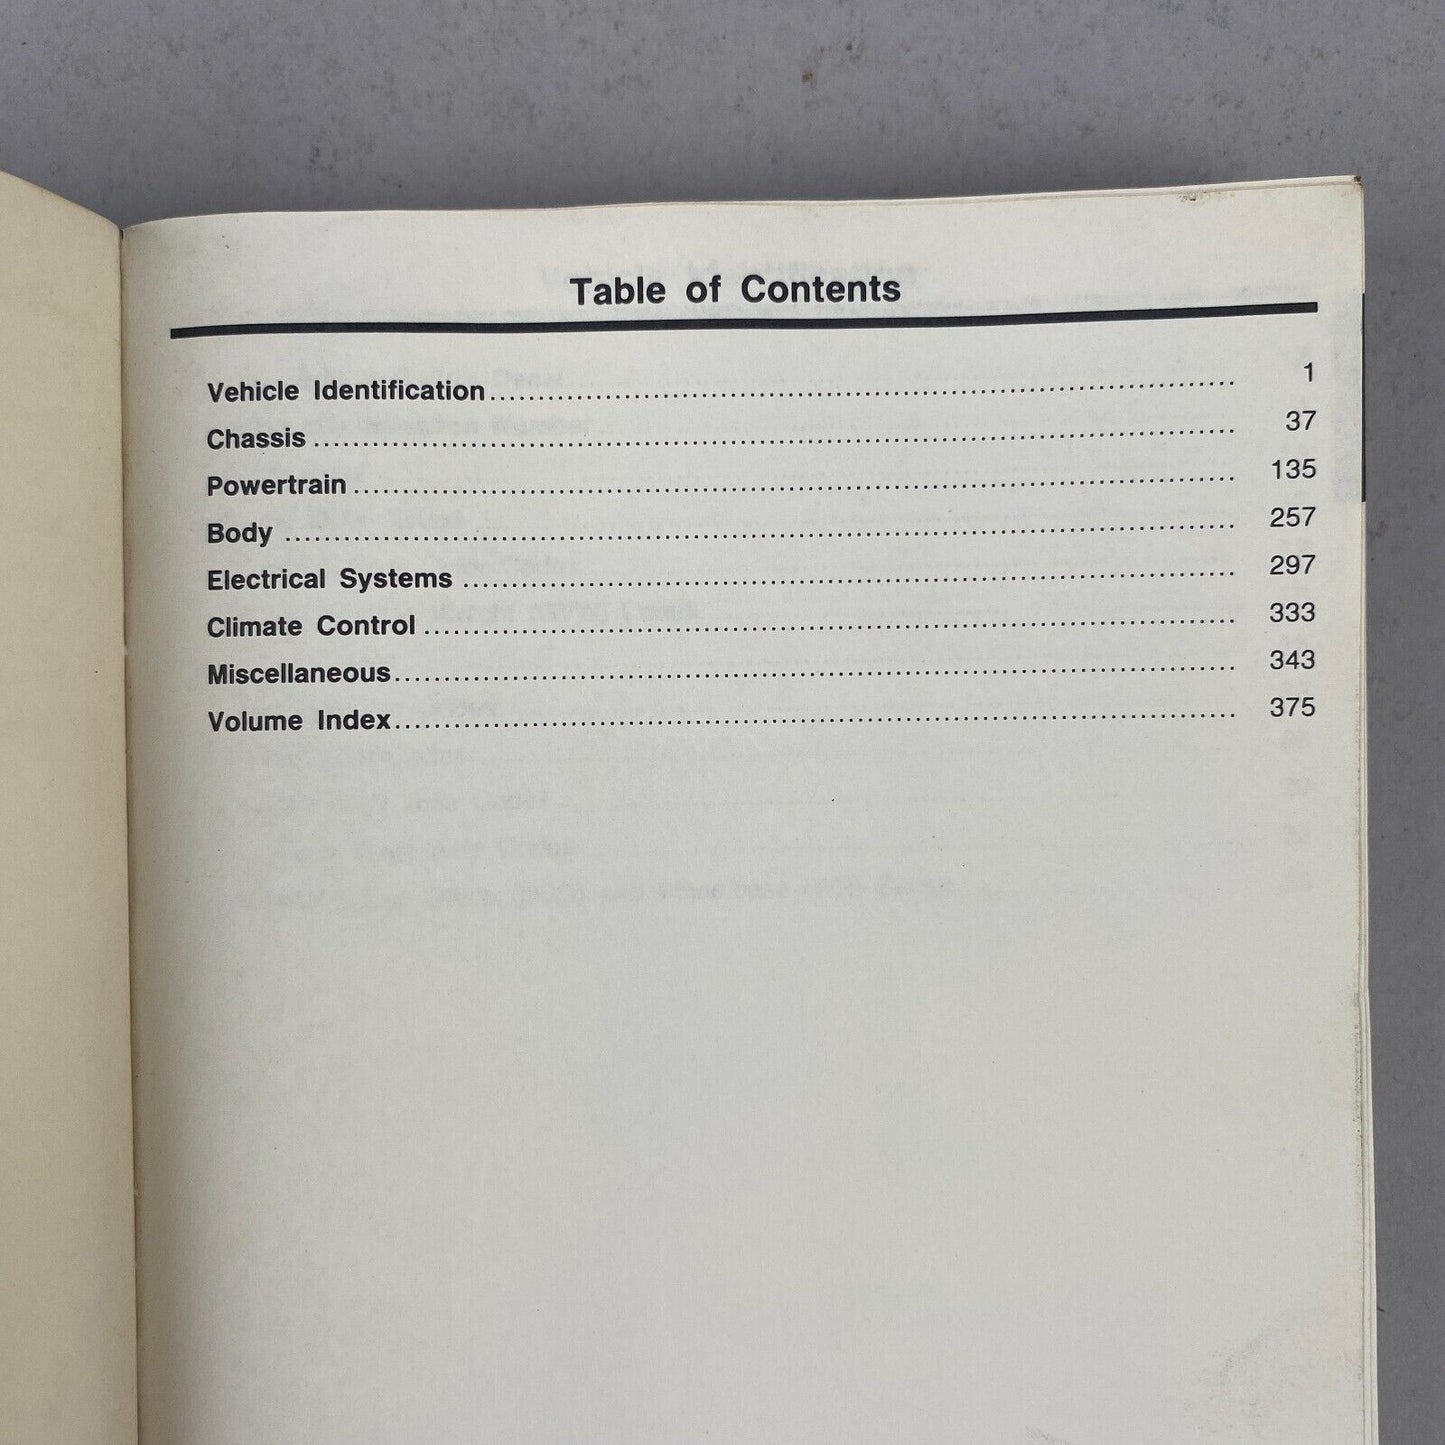 Table of Contents
Vehicle Identification 1
Chassis 37
Powertrain 135
Body 257
Electrical Systems 297
Climate Control 333
Miscellaneous 343
Volume Index 375